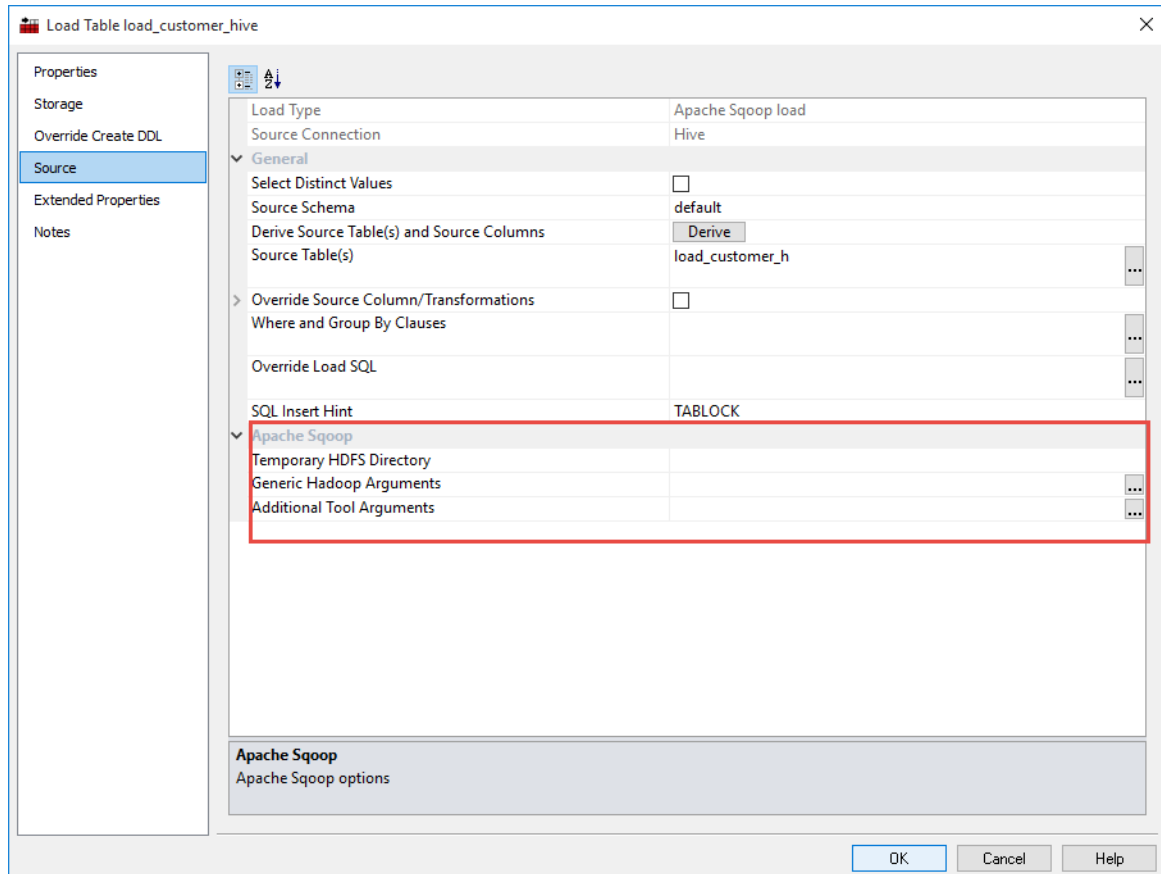 Load Table load_customer_hive
Properties
Storage
Override Create DDL
Source
Extended Properties
Notes
Load Type Apache Sqoop load
Source Connection Hive
General
Select Distinct Values
Source Schema default
Derive Source Table(s) and Source Columns Derive
Source Table(s) load_customer_h
...
Override Source Column/Transformations
Where and Group By Clauses
...
Override Load SQL
...
SQL Insert Hint TABLOCK
Apache Sqoop
Temporary HDFS Directory
Generic Hadoop Arguments ...
Additional Tool Arguments ...
Apache Sqoop
Apache Sqoop options
OK Cancel Help